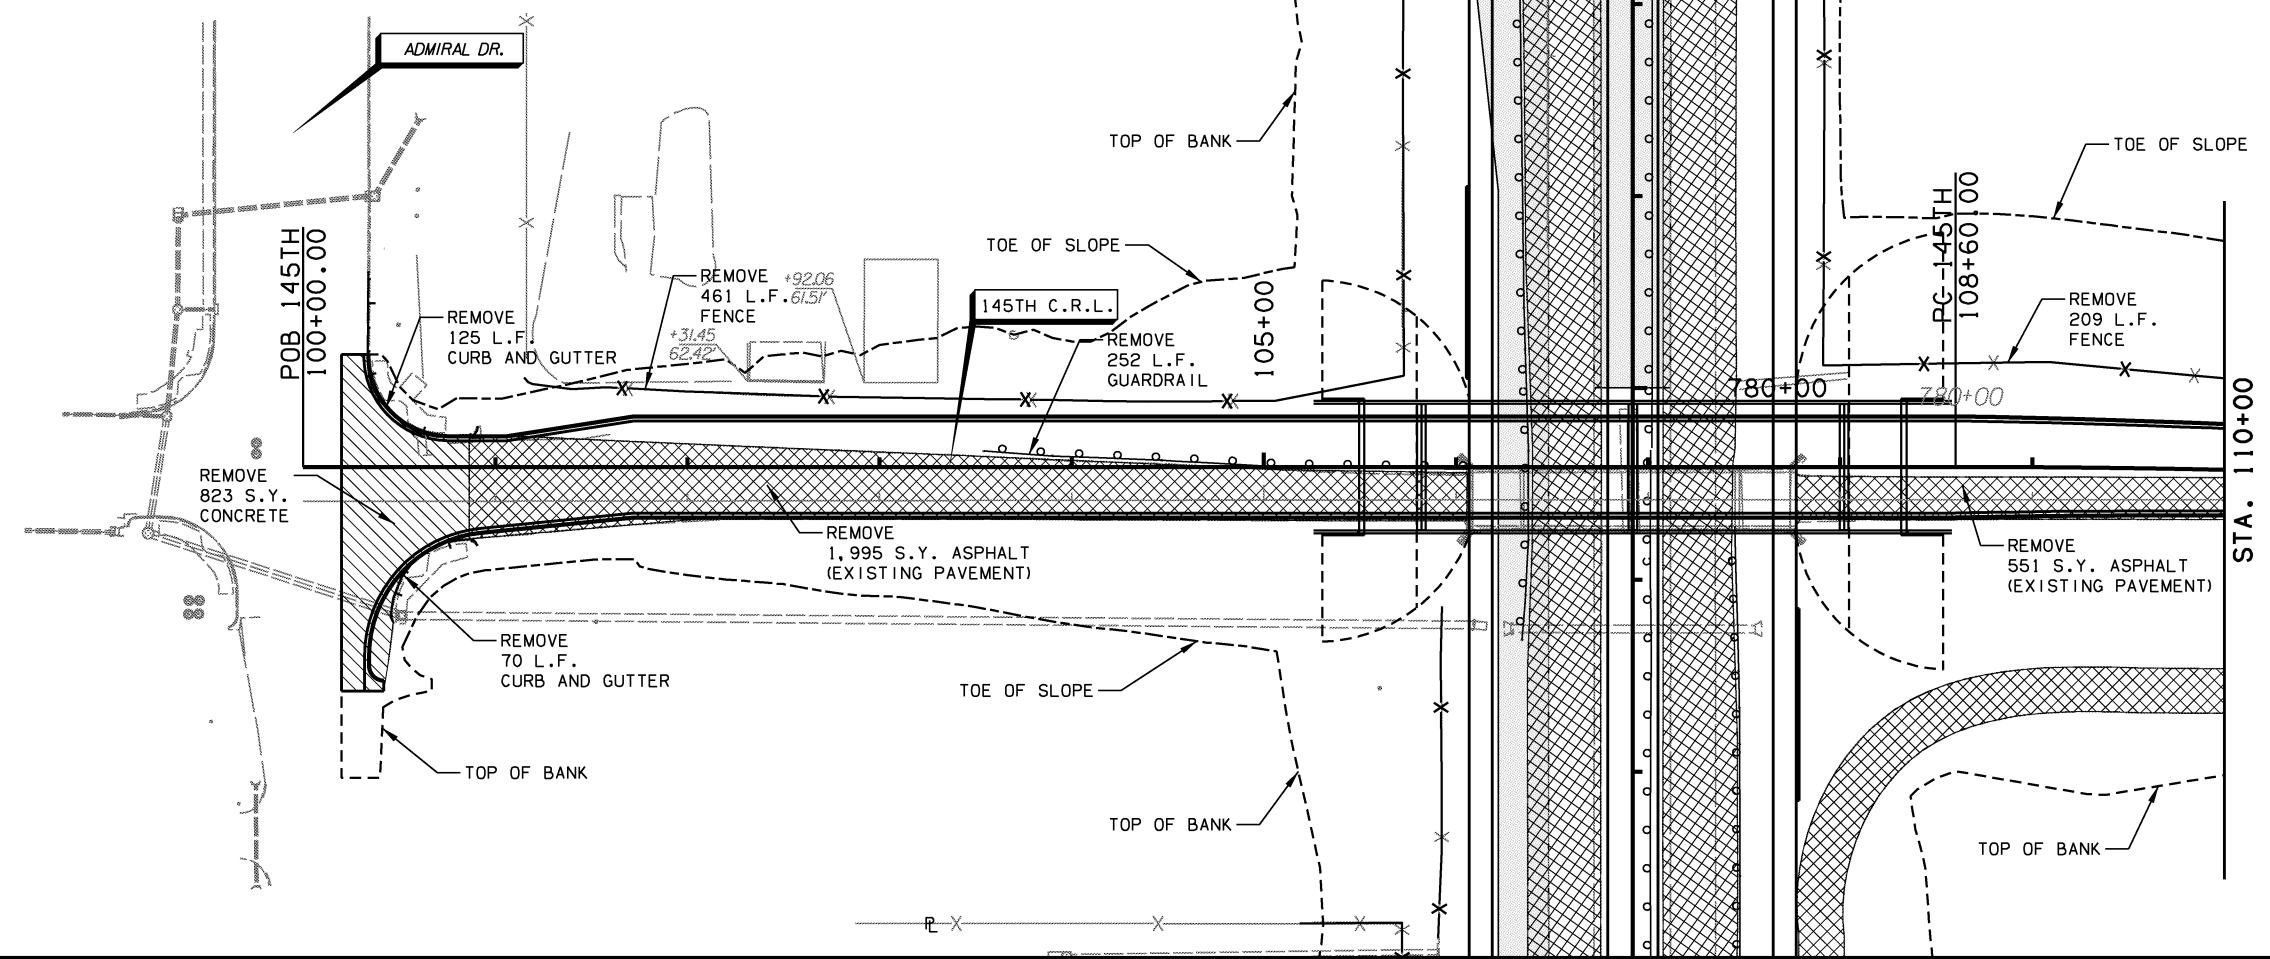 ADMIRAL DR.
TOP OF BANK
TOE OF SLOPE
POB 145TH
100+00.00
TOE OF SLOPE
PC 145TH
108+60.00
REMOVE
461 L.F.
FENCE
+92.06
61.51'
REMOVE
125 L.F.
CURB AND GUTTER
+31.45
62.42'
145TH C.R.L.
REMOVE
252 L.F.
GUARDRAIL
105+00
REMOVE
209 L.F.
FENCE
780+00
780+00
STA. 110+00
REMOVE
823 S.Y.
CONCRETE
REMOVE
1,995 S.Y. ASPHALT
(EXISTING PAVEMENT)
REMOVE
551 S.Y. ASPHALT
(EXISTING PAVEMENT)
REMOVE
70 L.F.
CURB AND GUTTER
TOE OF SLOPE
TOP OF BANK
TOP OF BANK
TOP OF BANK
PL